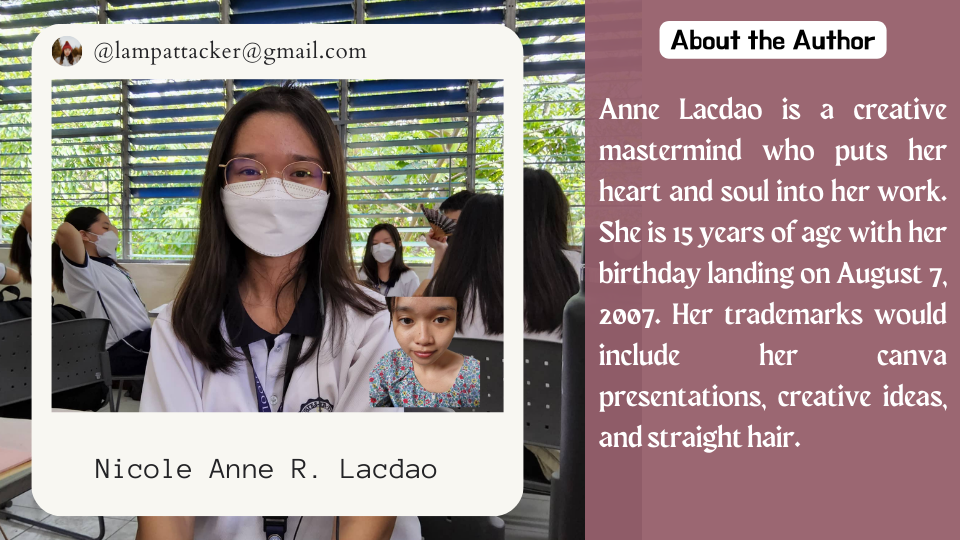 @lampattacker@gmail.com
Nicole Anne R. Lacdao
About the Author
Anne Lacdao is a creative
mastermind who puts her
heart and soul into her work.
She is 15 years of age with her
birthday landing on August 7,
2007. Her trademarks would
include her canva
presentations, creative ideas,
and straight hair.